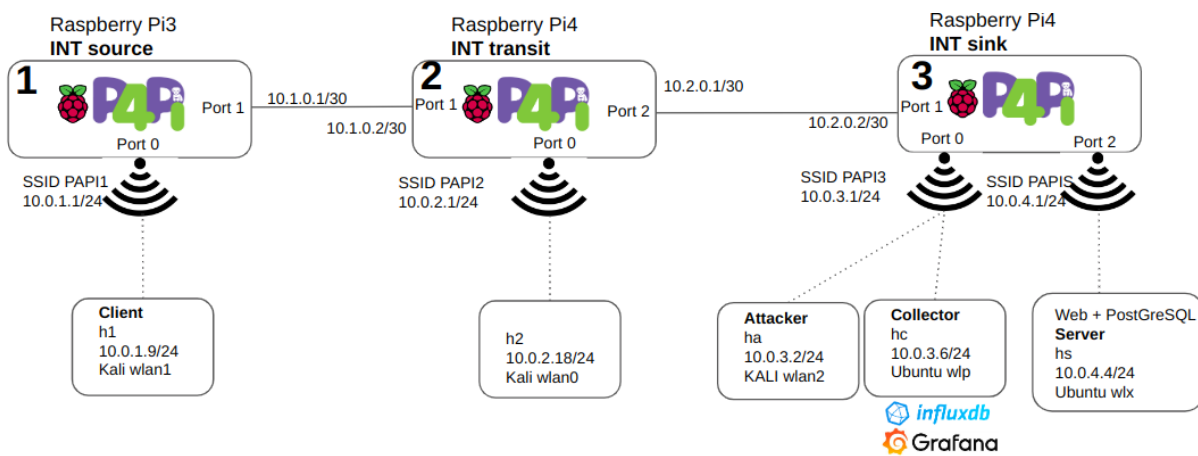 Raspberry Pi3
INT source
1
P4Pi
Port 1
Port 0
10.1.0.1/30
10.1.0.2/30
Raspberry Pi4
INT transit
2
Port 1
P4Pi
Port 2
Port 0
10.2.0.1/30
10.2.0.2/30
Raspberry Pi4
INT sink
3
Port 1
P4Pi
Port 0
Port 2
SSID PAPI1
10.0.1.1/24
SSID PAPI2
10.0.2.1/24
SSID PAPI3
10.0.3.1/24
SSID PAPIS
10.0.4.1/24
Client
h1
10.0.1.9/24
Kali wlan1
h2
10.0.2.18/24
Kali wlan0
Attacker
ha
10.0.3.2/24
KALI wlan2
Collector
hc
10.0.3.6/24
Ubuntu wlp
Web + PostGreSQL
Server
hs
10.0.4.4/24
Ubuntu wlx
influxdb
Grafana